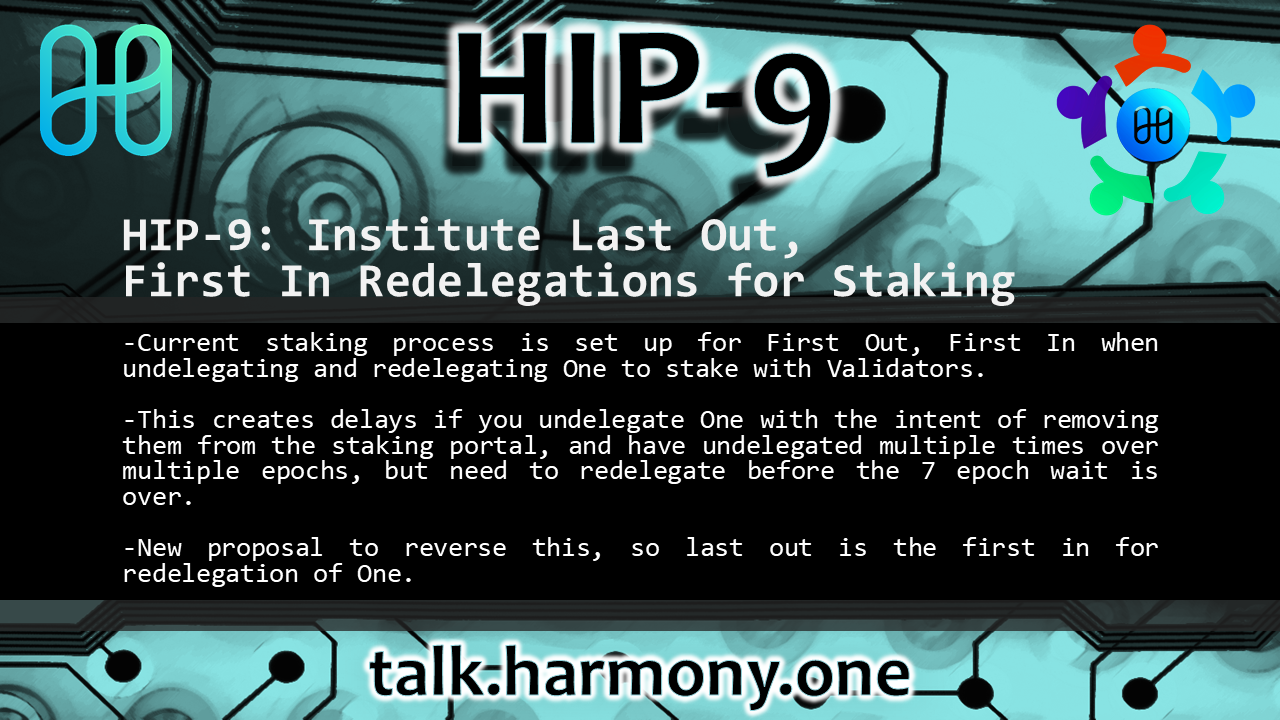 HIP-9
HIP-9: Institute Last Out,
First In Redelegations for Staking
-Current staking process is set up for First Out, First In when
undelegating and redelegating One to stake with Validators.
-This creates delays if you undelegate One with the intent of removing
them from the staking portal, and have undelegated multiple times over
multiple epochs, but need to redelegate before the 7 epoch wait is
over.
-New proposal to reverse this, so last out is the first in for
redelegation of One.
talk.harmony.one